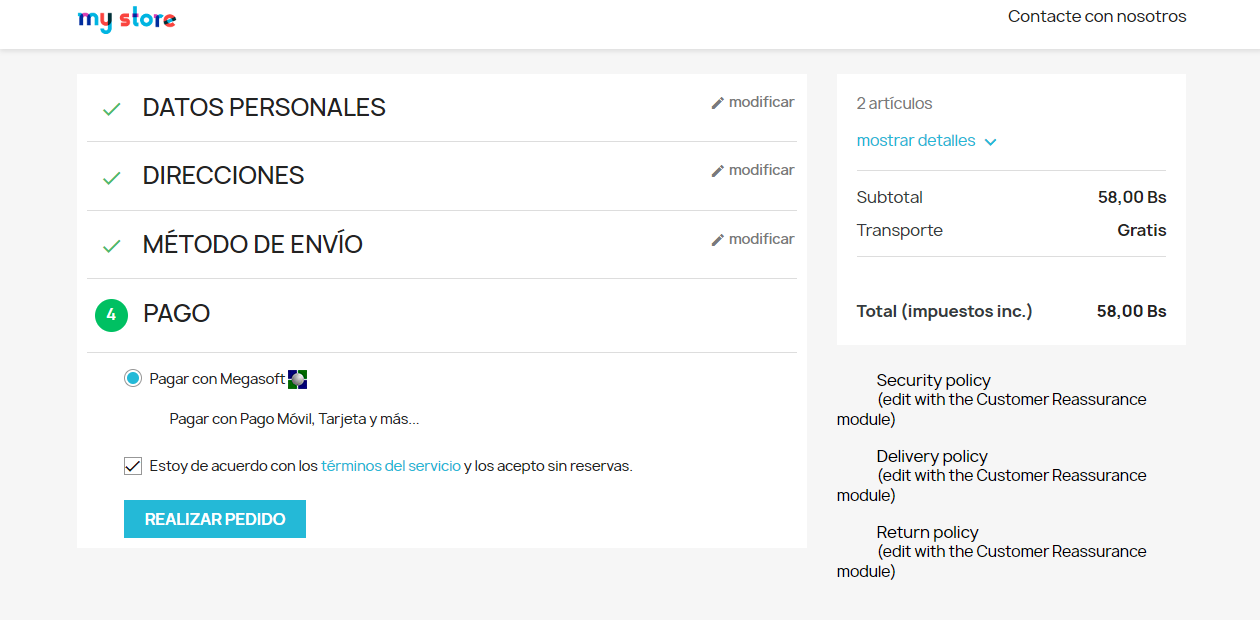 my store
Contacte con nosotros
DATOS PERSONALES
modificar
DIRECCIONES
modificar
MÉTODO DE ENVÍO
modificar
4 PAGO
Pagar con Megasoft
Pagar con Pago Móvil, Tarjeta y más...
Estoy de acuerdo con los términos del servicio y los acepto sin reservas.
REALIZAR PEDIDO
2 artículos
mostrar detalles
Subtotal 58,00 Bs
Transporte Gratis
Total (impuestos inc.) 58,00 Bs
Security policy
(edit with the Customer Reassurance
module)
Delivery policy
(edit with the Customer Reassurance
module)
Return policy
(edit with the Customer Reassurance
module)